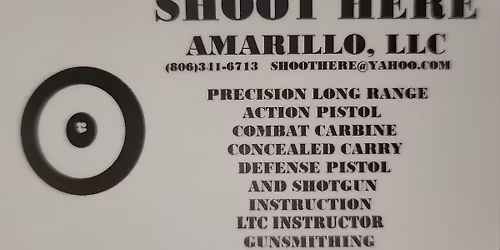 SHOOT HERE
AMARILLO, LLC
(806)341-6713 SHOOTHERE@YAHOO.COM
PRECISION LONG RANGE
ACTION PISTOL
COMBAT CARBINE
CONCEALED CARRY
DEFENSE PISTOL
AND SHOTGUN
INSTRUCTION
LTC INSTRUCTOR
GUNSMITHING